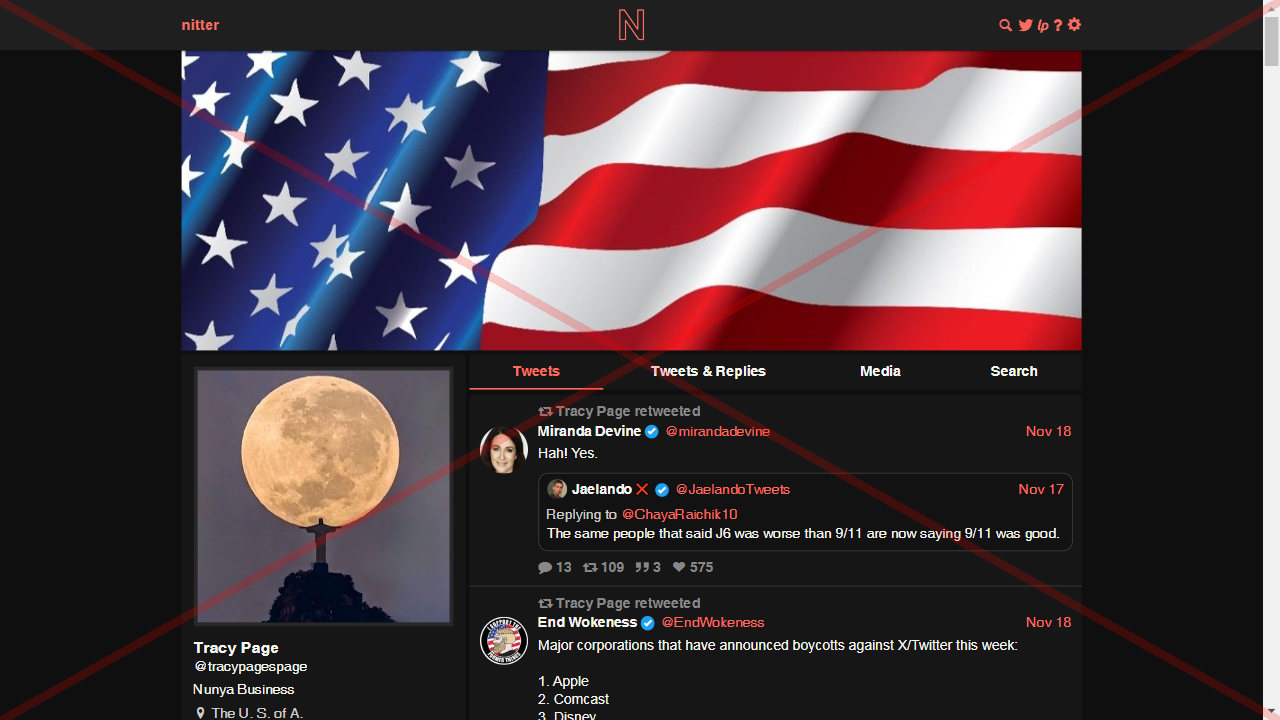 nitter
N
lp ?
Tweets
Tweets & Replies
Media
Search
Tracy Page
@tracypagespage
Nunya Business
The U. S. of A.
Tracy Page retweeted
Miranda Devine @mirandadevine Nov 18
Hah! Yes.
Jaelando ❌ @JaelandoTweets Nov 17
Replying to @ChayaRaichik10
The same people that said J6 was worse than 9/11 are now saying 9/11 was good.
13 109 3 575
Tracy Page retweeted
End Wokeness @EndWokeness Nov 18
Major corporations that have announced boycotts against X/Twitter this week:
1. Apple
2. Comcast
3. Disney